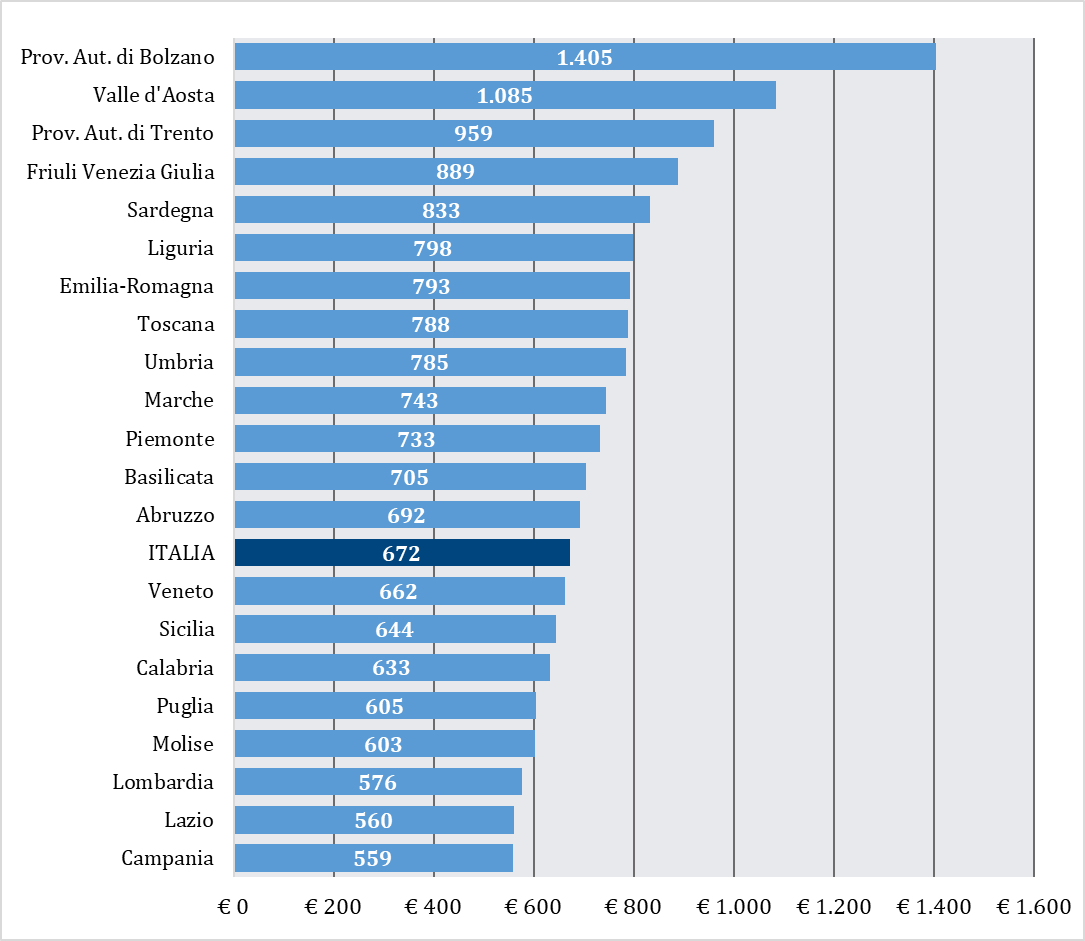 Prov. Aut. di Bolzano 1.405
Valle d'Aosta 1.085
Prov. Aut. di Trento 959
Friuli Venezia Giulia 889
Sardegna 833
Liguria 798
Emilia-Romagna 793
Toscana 788
Umbria 785
Marche 743
Piemonte 733
Basilicata 705
Abruzzo 692
ITALIA 672
Veneto 662
Sicilia 644
Calabria 633
Puglia 605
Molise 603
Lombardia 576
Lazio 560
Campania 559
€ 0 € 200 € 400 € 600 € 800 € 1.000 € 1.200 € 1.400 € 1.600